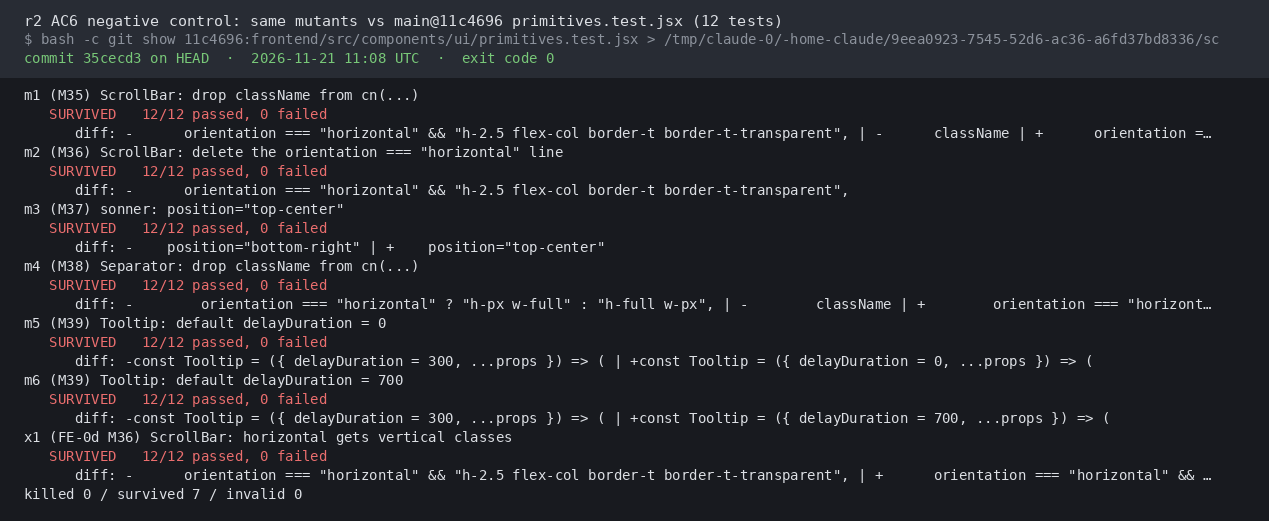 r2 AC6 negative control: same mutants vs main@11c4696 primitives.test.jsx (12 tests)
$ bash -c git show 11c4696:frontend/src/components/ui/primitives.test.jsx > /tmp/claude-0/-home-claude/9eea0923-7545-52d6-ac36-a6fd37bd8336/sc
commit 35cecd3 on HEAD · 2026-11-21 11:08 UTC · exit code 0
m1 (M35) ScrollBar: drop className from cn(...)
SURVIVED 12/12 passed, 0 failed
diff: - orientation === "horizontal" && "h-2.5 flex-col border-t border-t-transparent", | - className | + orientation =…
m2 (M36) ScrollBar: delete the orientation === "horizontal" line
SURVIVED 12/12 passed, 0 failed
diff: - orientation === "horizontal" && "h-2.5 flex-col border-t border-t-transparent",
m3 (M37) sonner: position="top-center"
SURVIVED 12/12 passed, 0 failed
diff: - position="bottom-right" | + position="top-center"
m4 (M38) Separator: drop className from cn(...)
SURVIVED 12/12 passed, 0 failed
diff: - orientation === "horizontal" ? "h-px w-full" : "h-full w-px", | - className | + orientation === "horizont…
m5 (M39) Tooltip: default delayDuration = 0
SURVIVED 12/12 passed, 0 failed
diff: -const Tooltip = ({ delayDuration = 300, ...props }) => ( | +const Tooltip = ({ delayDuration = 0, ...props }) => (
m6 (M39) Tooltip: default delayDuration = 700
SURVIVED 12/12 passed, 0 failed
diff: -const Tooltip = ({ delayDuration = 300, ...props }) => ( | +const Tooltip = ({ delayDuration = 700, ...props }) => (
x1 (FE-0d M36) ScrollBar: horizontal gets vertical classes
SURVIVED 12/12 passed, 0 failed
diff: - orientation === "horizontal" && "h-2.5 flex-col border-t border-t-transparent", | + orientation === "horizontal" && …
killed 0 / survived 7 / invalid 0